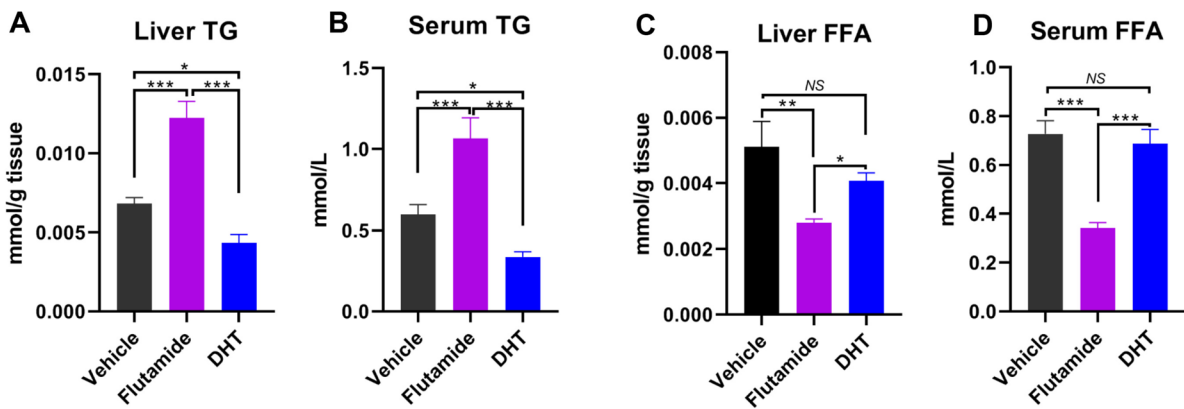 A
Liver TG
mmol/g tissue
0.015
0.010
0.005
0.000
*
*** ***
Vehicle
Flutamide
DHT
B
Serum TG
mmol/L
1.5
1.0
0.5
0.0
*
*** ***
Vehicle
Flutamide
DHT
C
Liver FFA
mmol/g tissue
0.008
0.006
0.004
0.002
0.000
NS
**
*
Vehicle
Flutamide
DHT
D
Serum FFA
mmol/L
1.0
0.8
0.6
0.4
0.2
0.0
NS
***
***
Vehicle
Flutamide
DHT